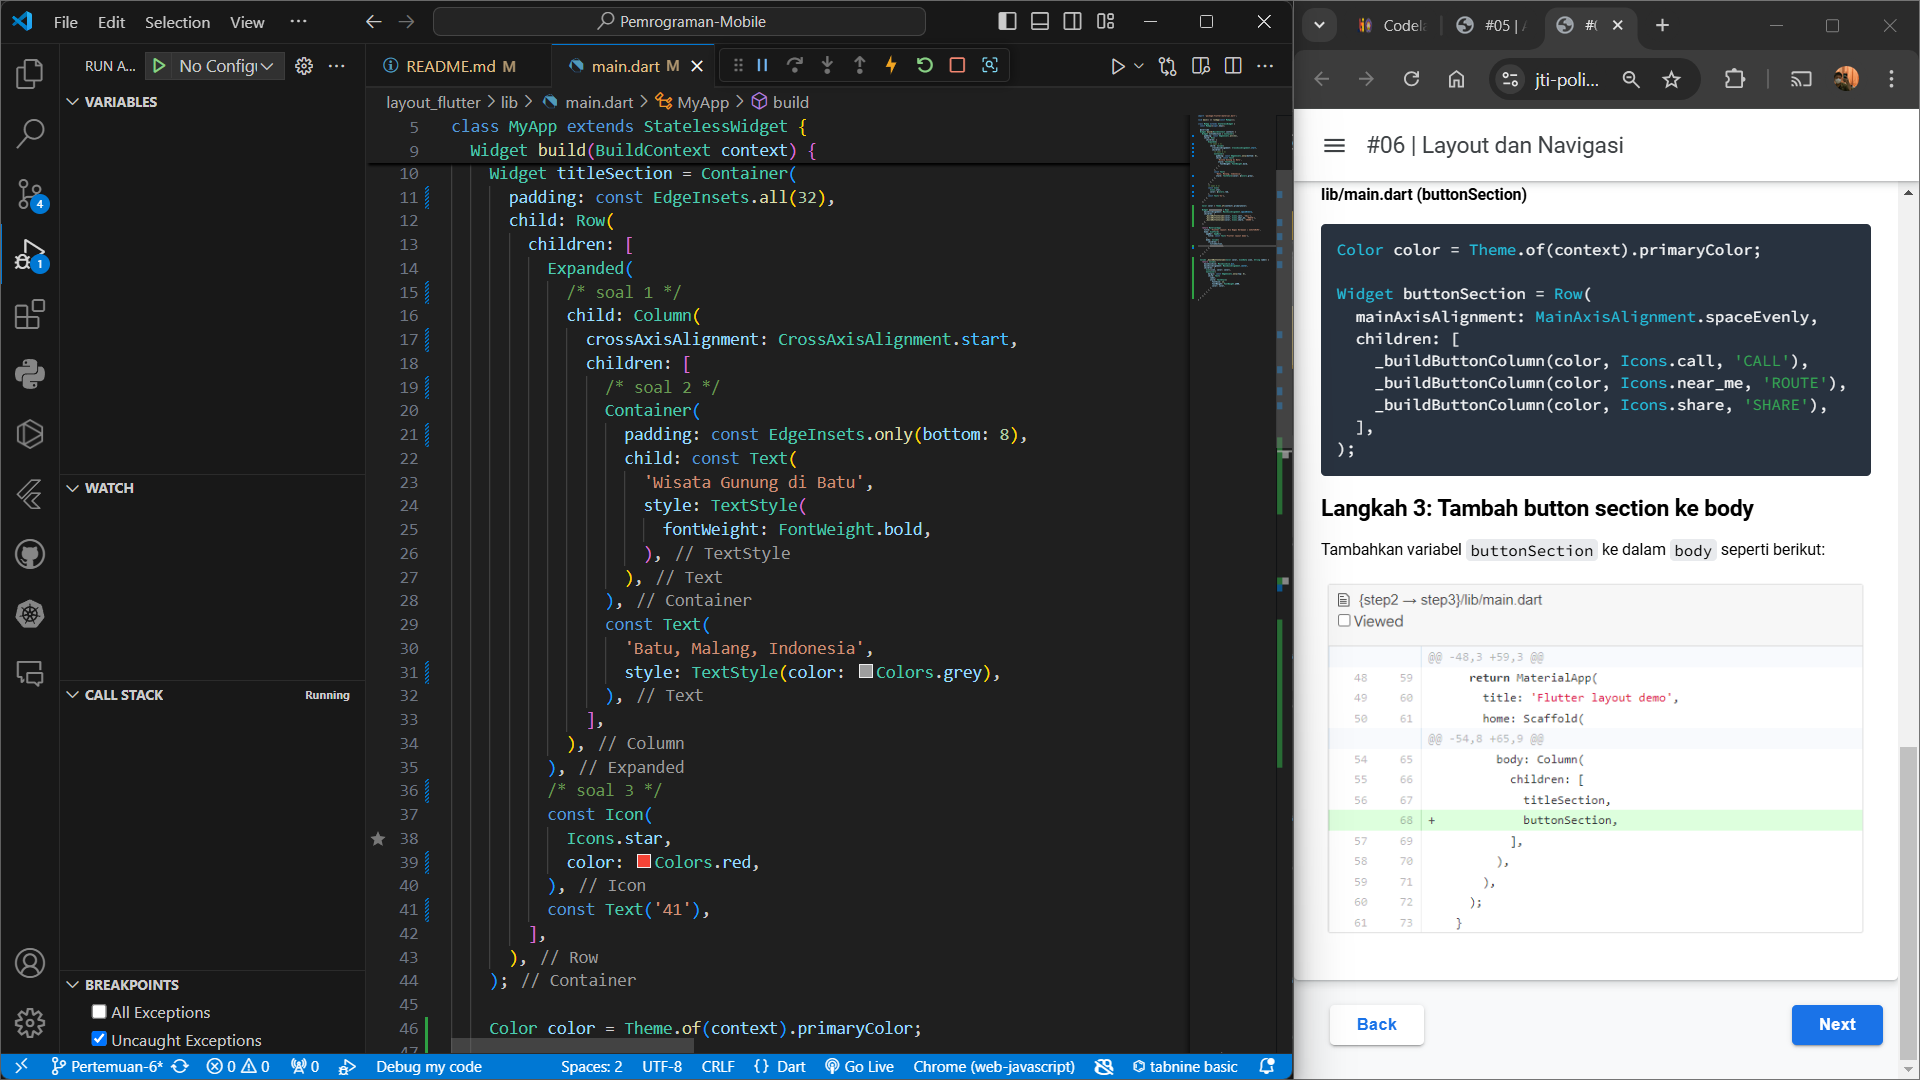 File Edit Selection View ··· Pemrograman-Mobile
RUN A... No Config
VARIABLES
WATCH
CALL STACK Running
BREAKPOINTS
All Exceptions
Uncaught Exceptions
4
1
README.md M main.dart M
layout_flutter > lib > main.dart > MyApp > build
5 class MyApp extends StatelessWidget {
9 Widget build(BuildContext context) {
10 Widget titleSection = Container(
11 padding: const EdgeInsets.all(32),
12 child: Row(
13 children: [
14 Expanded(
15 /* soal 1 */
16 child: Column(
17 crossAxisAlignment: CrossAxisAlignment.start,
18 children: [
19 /* soal 2 */
20 Container(
21 padding: const EdgeInsets.only(bottom: 8),
22 child: const Text(
23 'Wisata Gunung di Batu',
24 style: TextStyle(
25 fontWeight: FontWeight.bold,
26 ), // TextStyle
27 ), // Text
28 ), // Container
29 const Text(
30 'Batu, Malang, Indonesia',
31 style: TextStyle(color: Colors.grey),
32 ), // Text
33 ],
34 ), // Column
35 ), // Expanded
36 /* soal 3 */
37 const Icon(
38 Icons.star,
39 color: Colors.red,
40 ), // Icon
41 const Text('41'),
42 ],
43 ), // Row
44 ); // Container
45
46 Color color = Theme.of(context).primaryColor;
47
Pertemuan-6* 0 0 0 Debug my code Spaces: 2 UTF-8 CRLF {} Dart Go Live Chrome (web-javascript) tabnine basic
Codel #05 | #(
jti-poli...
#06 | Layout dan Navigasi
lib/main.dart (buttonSection)
Color color = Theme.of(context).primaryColor;
Widget buttonSection = Row(
mainAxisAlignment: MainAxisAlignment.spaceEvenly,
children: [
_buildButtonColumn(color, Icons.call, 'CALL'),
_buildButtonColumn(color, Icons.near_me, 'ROUTE'),
_buildButtonColumn(color, Icons.share, 'SHARE'),
],
);
Langkah 3: Tambah button section ke body
Tambahkan variabel buttonSection ke dalam body seperti berikut:
{step2 → step3}/lib/main.dart
Viewed
@@ -48,3 +59,3 @@
48 59 return MaterialApp(
49 60 title: 'Flutter layout demo',
50 61 home: Scaffold(
@@ -54,8 +65,9 @@
54 65 body: Column(
55 66 children: [
56 67 titleSection,
68 + buttonSection,
57 69 ],
58 70 ),
59 71 ),
60 72 );
61 73 }
Back Next